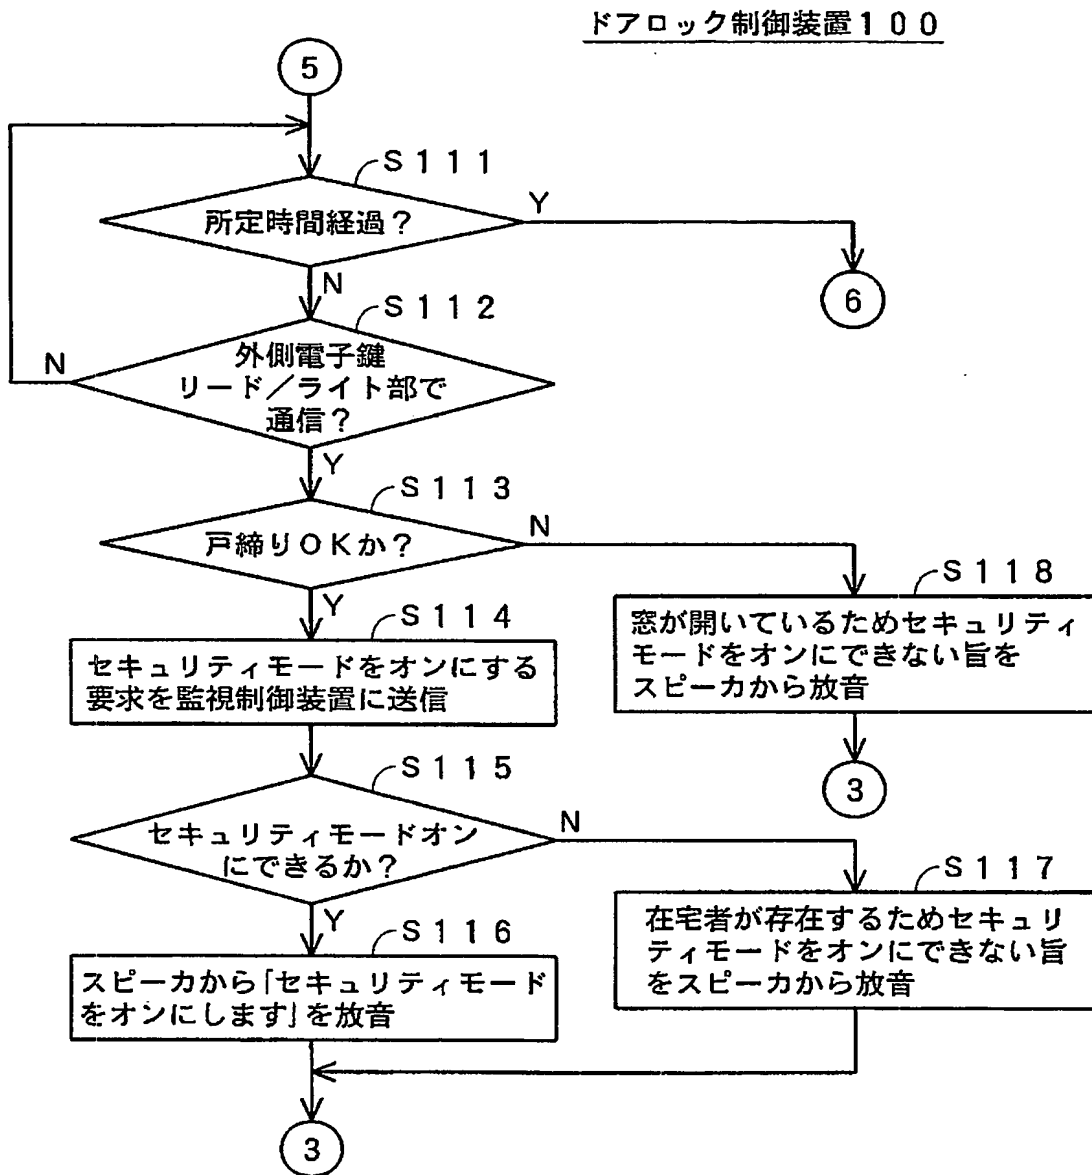 ドアロック制御装置100
5
S111
所定時間経過?
Y
N
6
S112
外側電子鍵
リード/ライト部で
通信?
N
Y
S113
戸締りOKか?
N
Y
S118
窓が開いているためセキュリティ
モードをオンにできない旨を
スピーカから放音
3
S114
セキュリティモードをオンにする
要求を監視制御装置に送信
S115
セキュリティモードオン
にできるか?
N
Y
S117
在宅者が存在するためセキュリ
ティモードをオンにできない旨
をスピーカから放音
S116
スピーカから「セキュリティモード
をオンにします」を放音
3